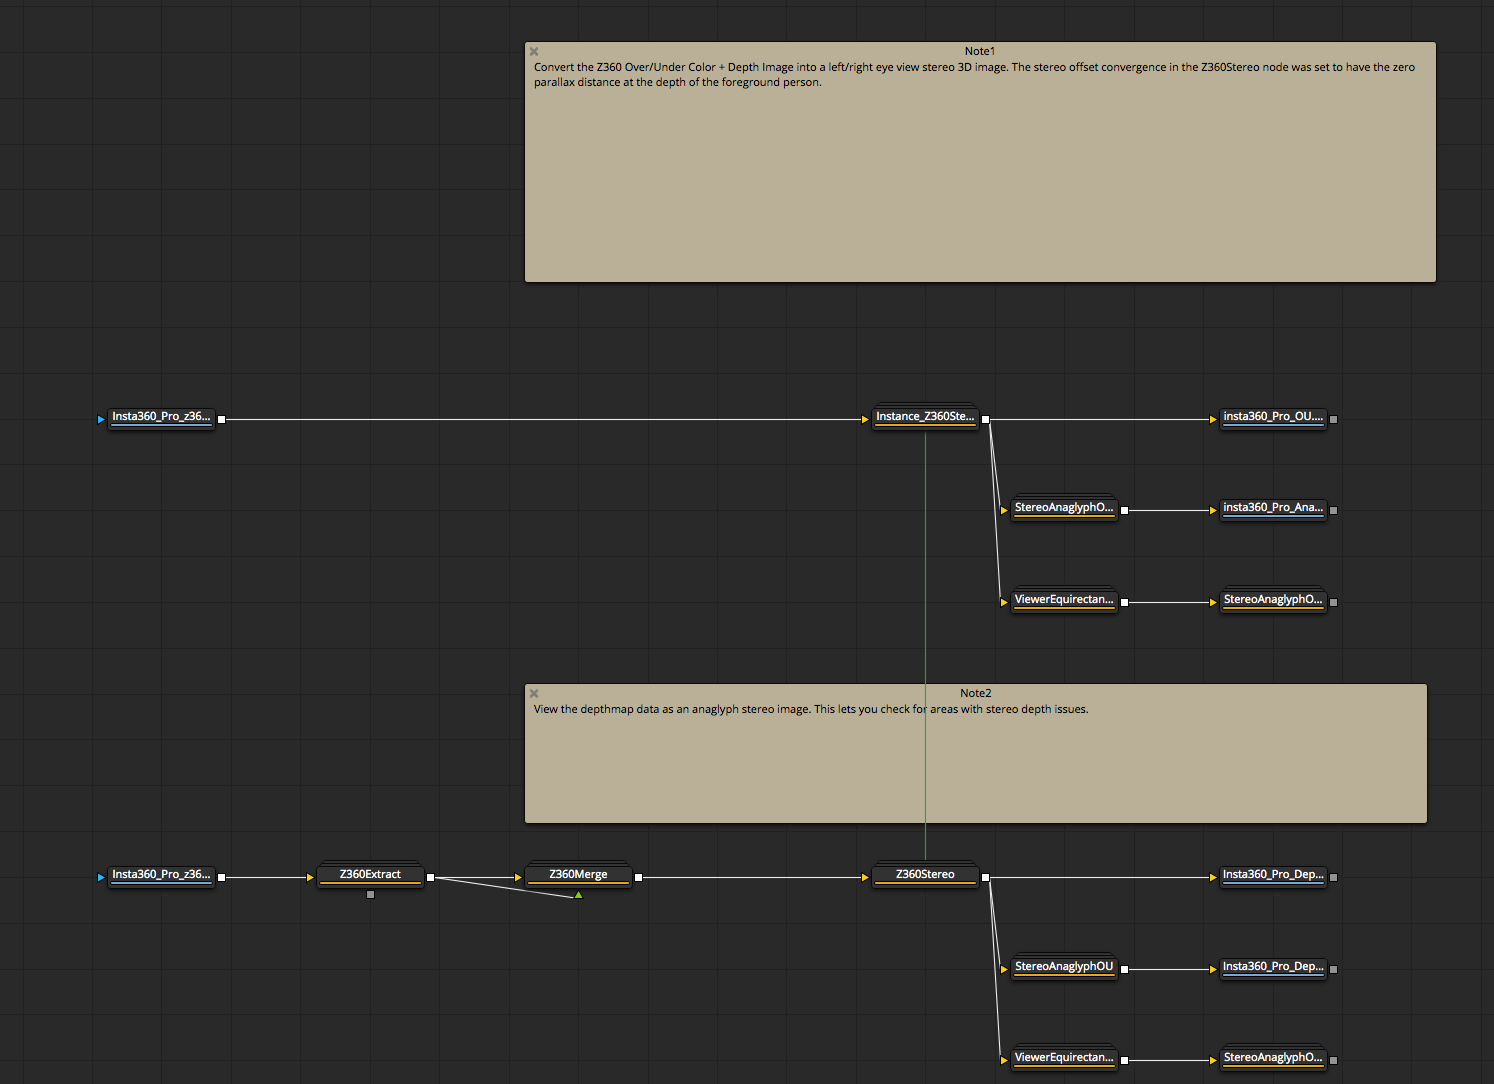 Note1
Convert the Z360 Over/Under Color + Depth Image into a left/right eye view stereo 3D image. The stereo offset convergence in the Z360Stereo node was set to have the zero
parallax distance at the depth of the foreground person.
Insta360_Pro_z36...
Instance_Z360Ste...
insta360_Pro_OU....
StereoAnaglyphO...
insta360_Pro_Ana...
ViewerEquirectan...
StereoAnaglyphO...
Note2
View the depthmap data as an anaglyph stereo image. This lets you check for areas with stereo depth issues.
Insta360_Pro_z36...
Z360Extract
Z360Merge
Z360Stereo
Insta360_Pro_Dep...
StereoAnaglyphOU
Insta360_Pro_Dep...
ViewerEquirectan...
StereoAnaglyphO...